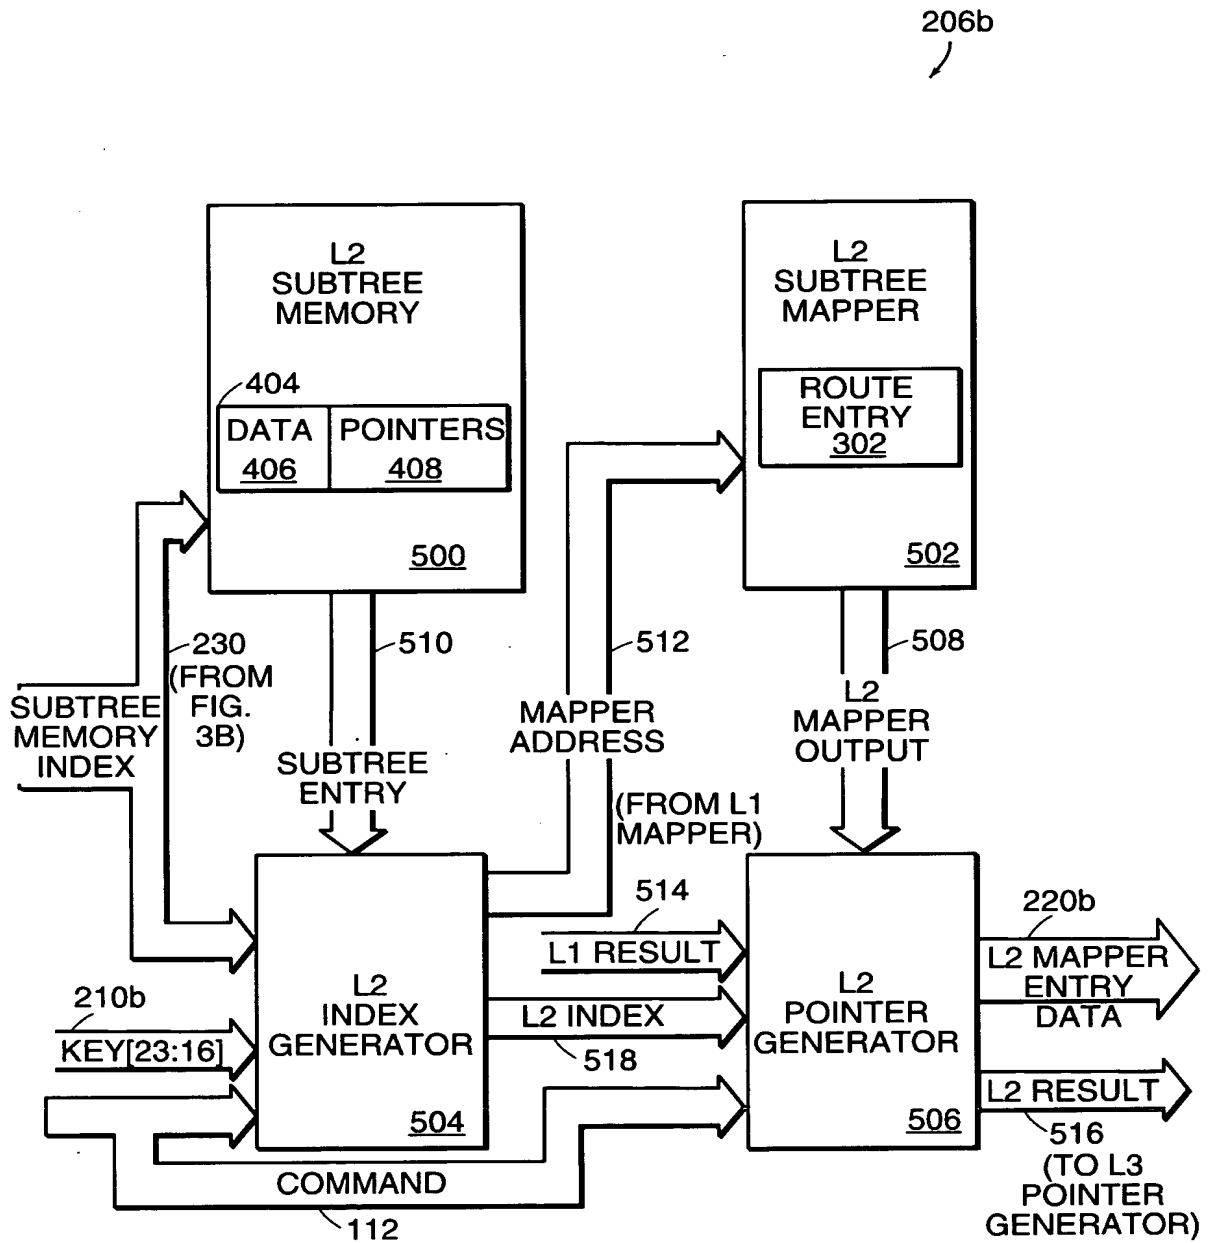 206b
L2
SUBTREE
MEMORY
404
DATA
406
POINTERS
408
500
L2
SUBTREE
MAPPER
ROUTE
ENTRY
302
502
230
(FROM
FIG.
3B)
SUBTREE
MEMORY
INDEX
510
SUBTREE
ENTRY
512
MAPPER
ADDRESS
508
L2
MAPPER
OUTPUT
(FROM L1
MAPPER)
514
L1 RESULT
210b
KEY[23:16]
L2
INDEX
GENERATOR
504
L2 INDEX
518
L2
POINTER
GENERATOR
506
220b
L2 MAPPER
ENTRY
DATA
L2 RESULT
516
(TO L3
POINTER
GENERATOR)
COMMAND
112